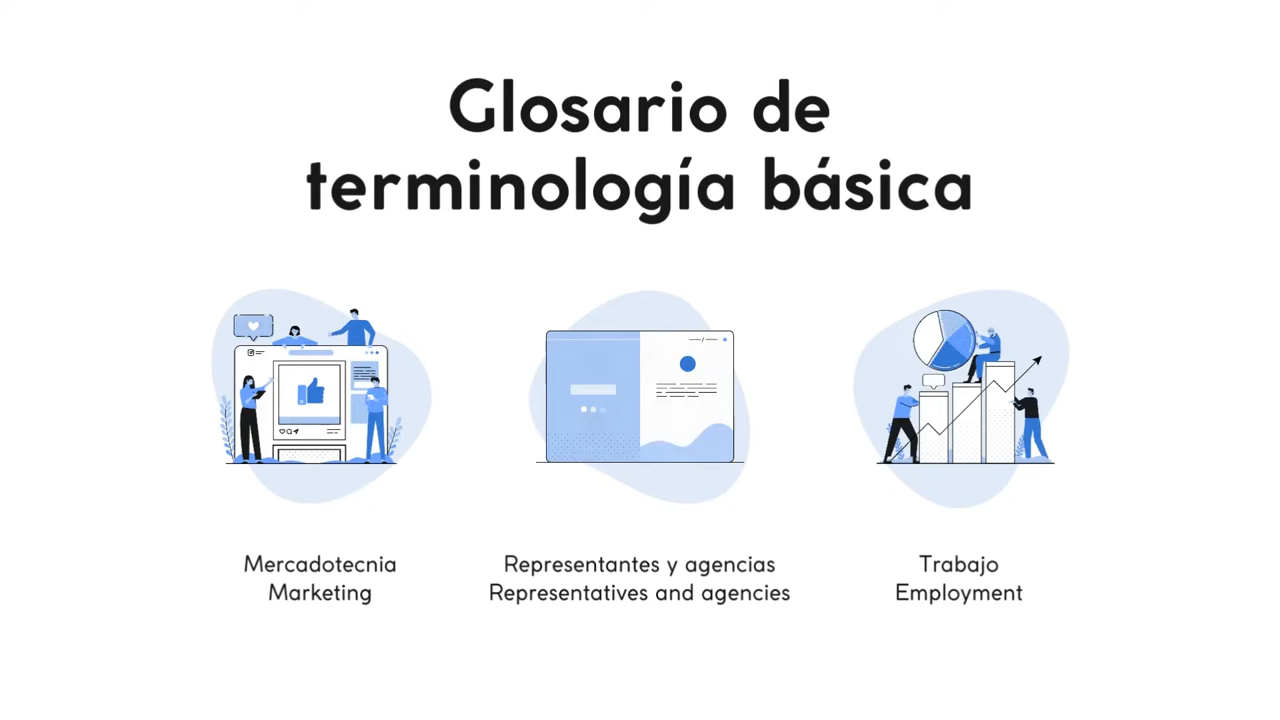 Glosario de
terminología básica
Mercadotecnia
Marketing
Representantes y agencias
Representatives and agencies
Trabajo
Employment